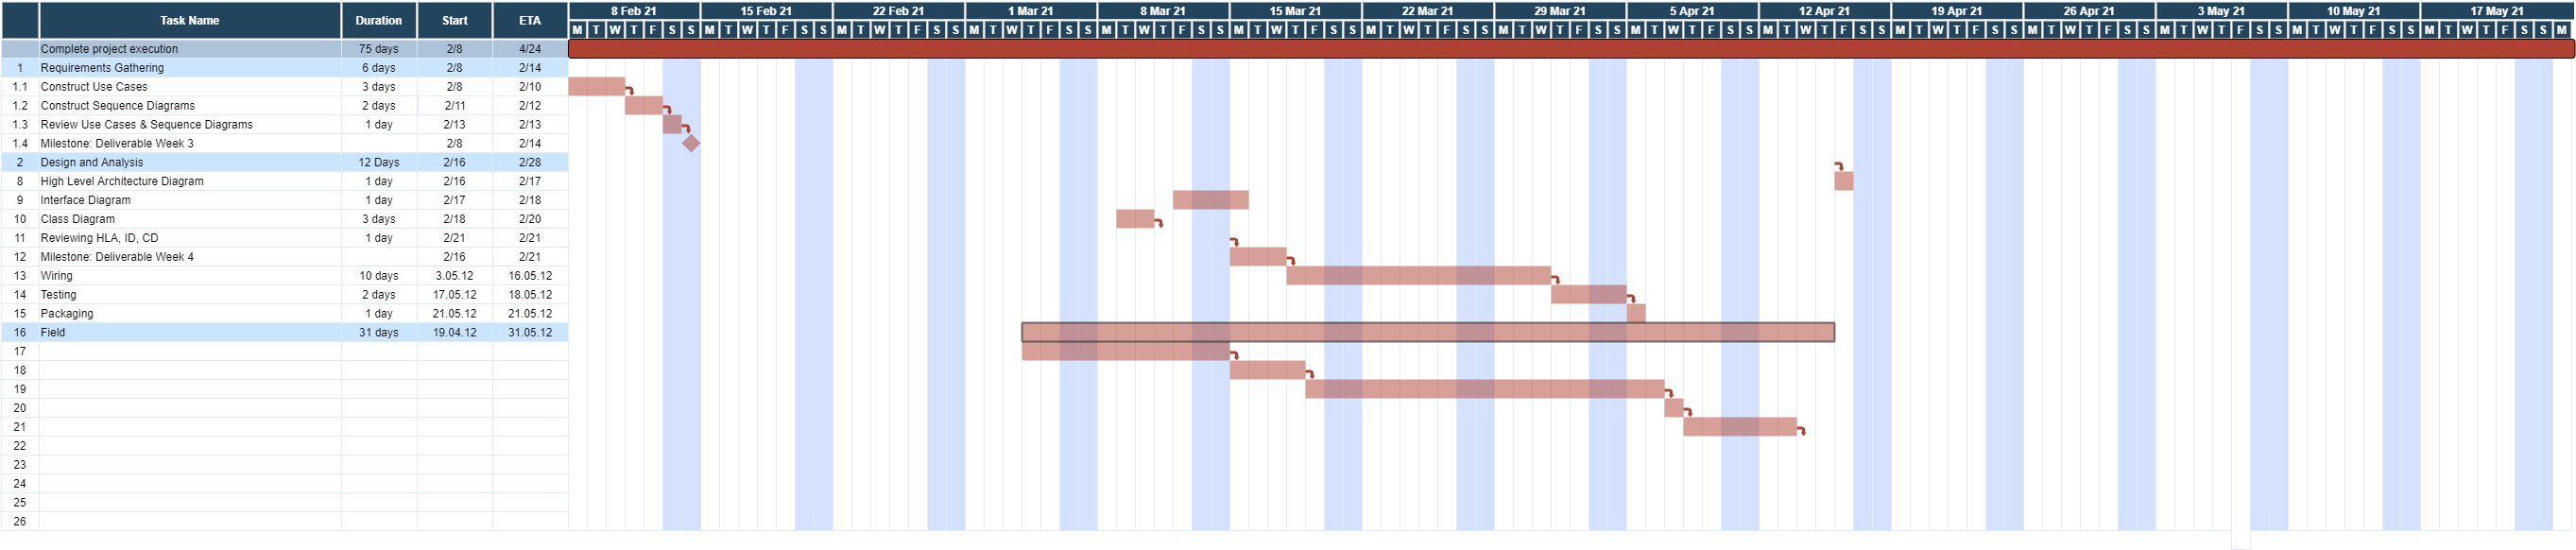 Task Name Duration Start ETA 8 Feb 21 15 Feb 21 22 Feb 21 1 Mar 21 8 Mar 21 15 Mar 21 22 Mar 21 29 Mar 21 5 Apr 21 12 Apr 21 19 Apr 21 26 Apr 21 3 May 21 10 May 21 17 May 21
M T W T F S S M T W T F S S M T W T F S S M T W T F S S M T W T F S S M T W T F S S M T W T F S S M T W T F S S M T W T F S S M T W T F S S M T W T F S S M T W T F S S M T W T F S S M T W T F S S M T W T F S S M
Complete project execution 75 days 2/8 4/24
1 Requirements Gathering 6 days 2/8 2/14
1.1 Construct Use Cases 3 days 2/8 2/10
1.2 Construct Sequence Diagrams 2 days 2/11 2/12
1.3 Review Use Cases & Sequence Diagrams 1 day 2/13 2/13
1.4 Milestone: Deliverable Week 3 2/8 2/14
2 Design and Analysis 12 Days 2/16 2/28
8 High Level Architecture Diagram 1 day 2/16 2/17
9 Interface Diagram 1 day 2/17 2/18
10 Class Diagram 3 days 2/18 2/20
11 Reviewing HLA, ID, CD 1 day 2/21 2/21
12 Milestone: Deliverable Week 4 2/16 2/21
13 Wiring 10 days 3.05.12 16.05.12
14 Testing 2 days 17.05.12 18.05.12
15 Packaging 1 day 21.05.12 21.05.12
16 Field 31 days 19.04.12 31.05.12
17
18
19
20
21
22
23
24
25
26